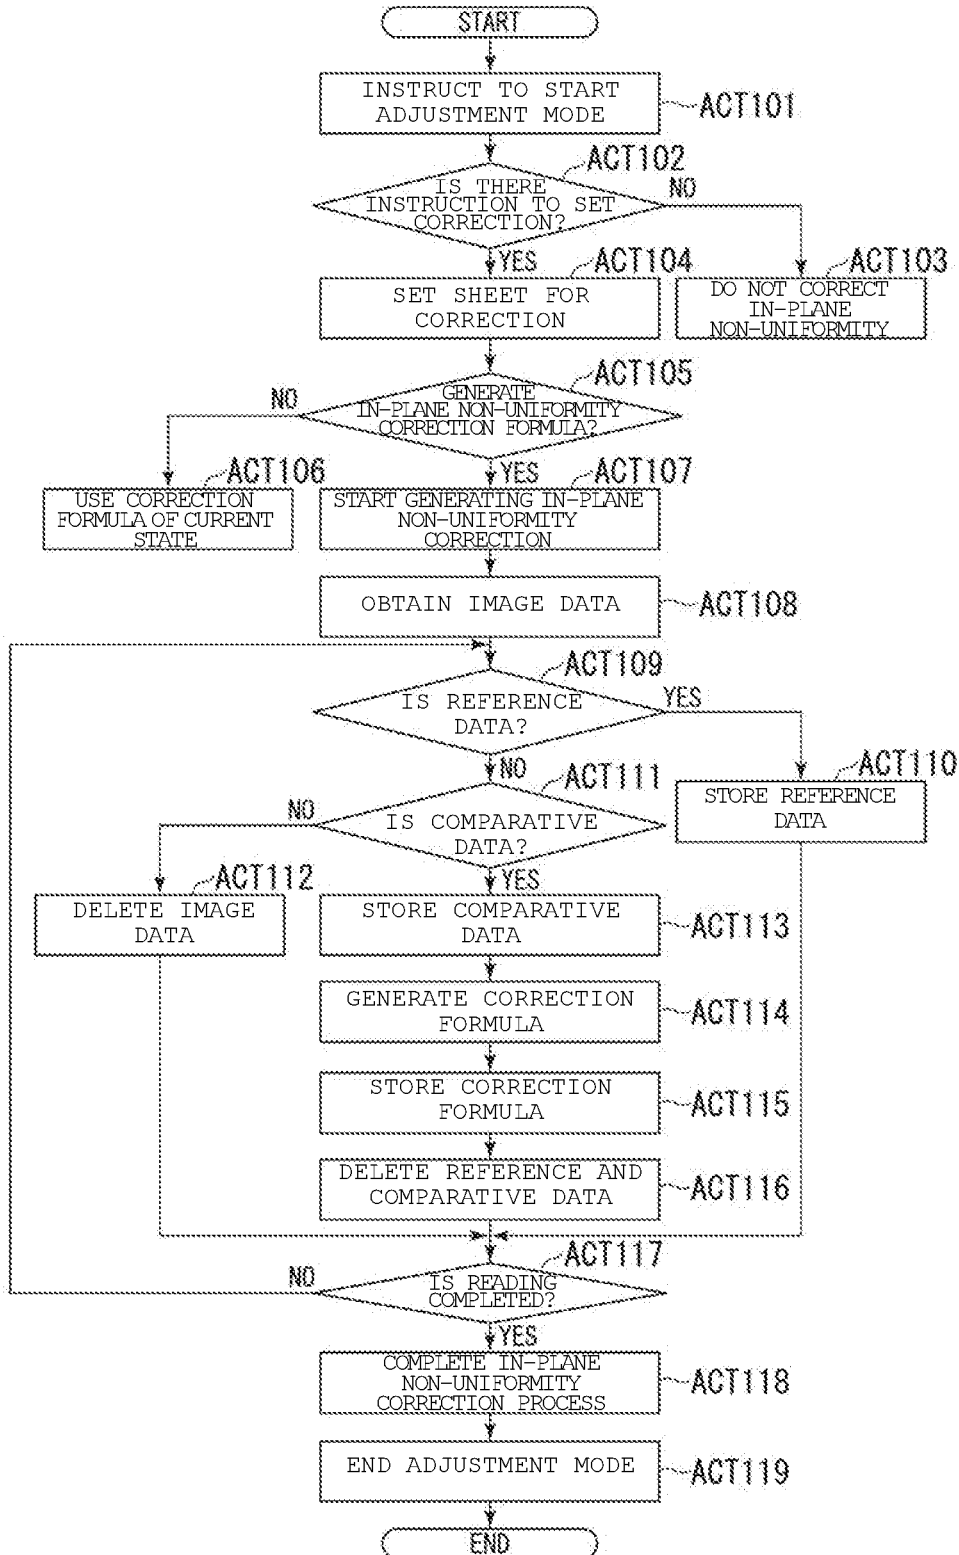 START
INSTRUCT TO START
ADJUSTMENT MODE
ACT101
ACT102
IS THERE
INSTRUCTION TO SET
CORRECTION?
NO
YES
ACT104
SET SHEET FOR
CORRECTION
ACT103
DO NOT CORRECT
IN-PLANE
NON-UNIFORMITY
ACT105
GENERATE
IN-PLANE NON-UNIFORMITY
CORRECTION FORMULA?
NO
YES
ACT106
USE CORRECTION
FORMULA OF CURRENT
STATE
ACT107
START GENERATING IN-PLANE
NON-UNIFORMITY
CORRECTION
OBTAIN IMAGE DATA
ACT108
ACT109
IS REFERENCE
DATA?
YES
NO
ACT110
STORE REFERENCE
DATA
ACT111
IS COMPARATIVE
DATA?
NO
YES
ACT112
DELETE IMAGE
DATA
STORE COMPARATIVE
DATA
ACT113
GENERATE CORRECTION
FORMULA
ACT114
STORE CORRECTION
FORMULA
ACT115
DELETE REFERENCE AND
COMPARATIVE DATA
ACT116
ACT117
IS READING
COMPLETED?
NO
YES
COMPLETE IN-PLANE
NON-UNIFORMITY
CORRECTION PROCESS
ACT118
END ADJUSTMENT MODE
ACT119
END